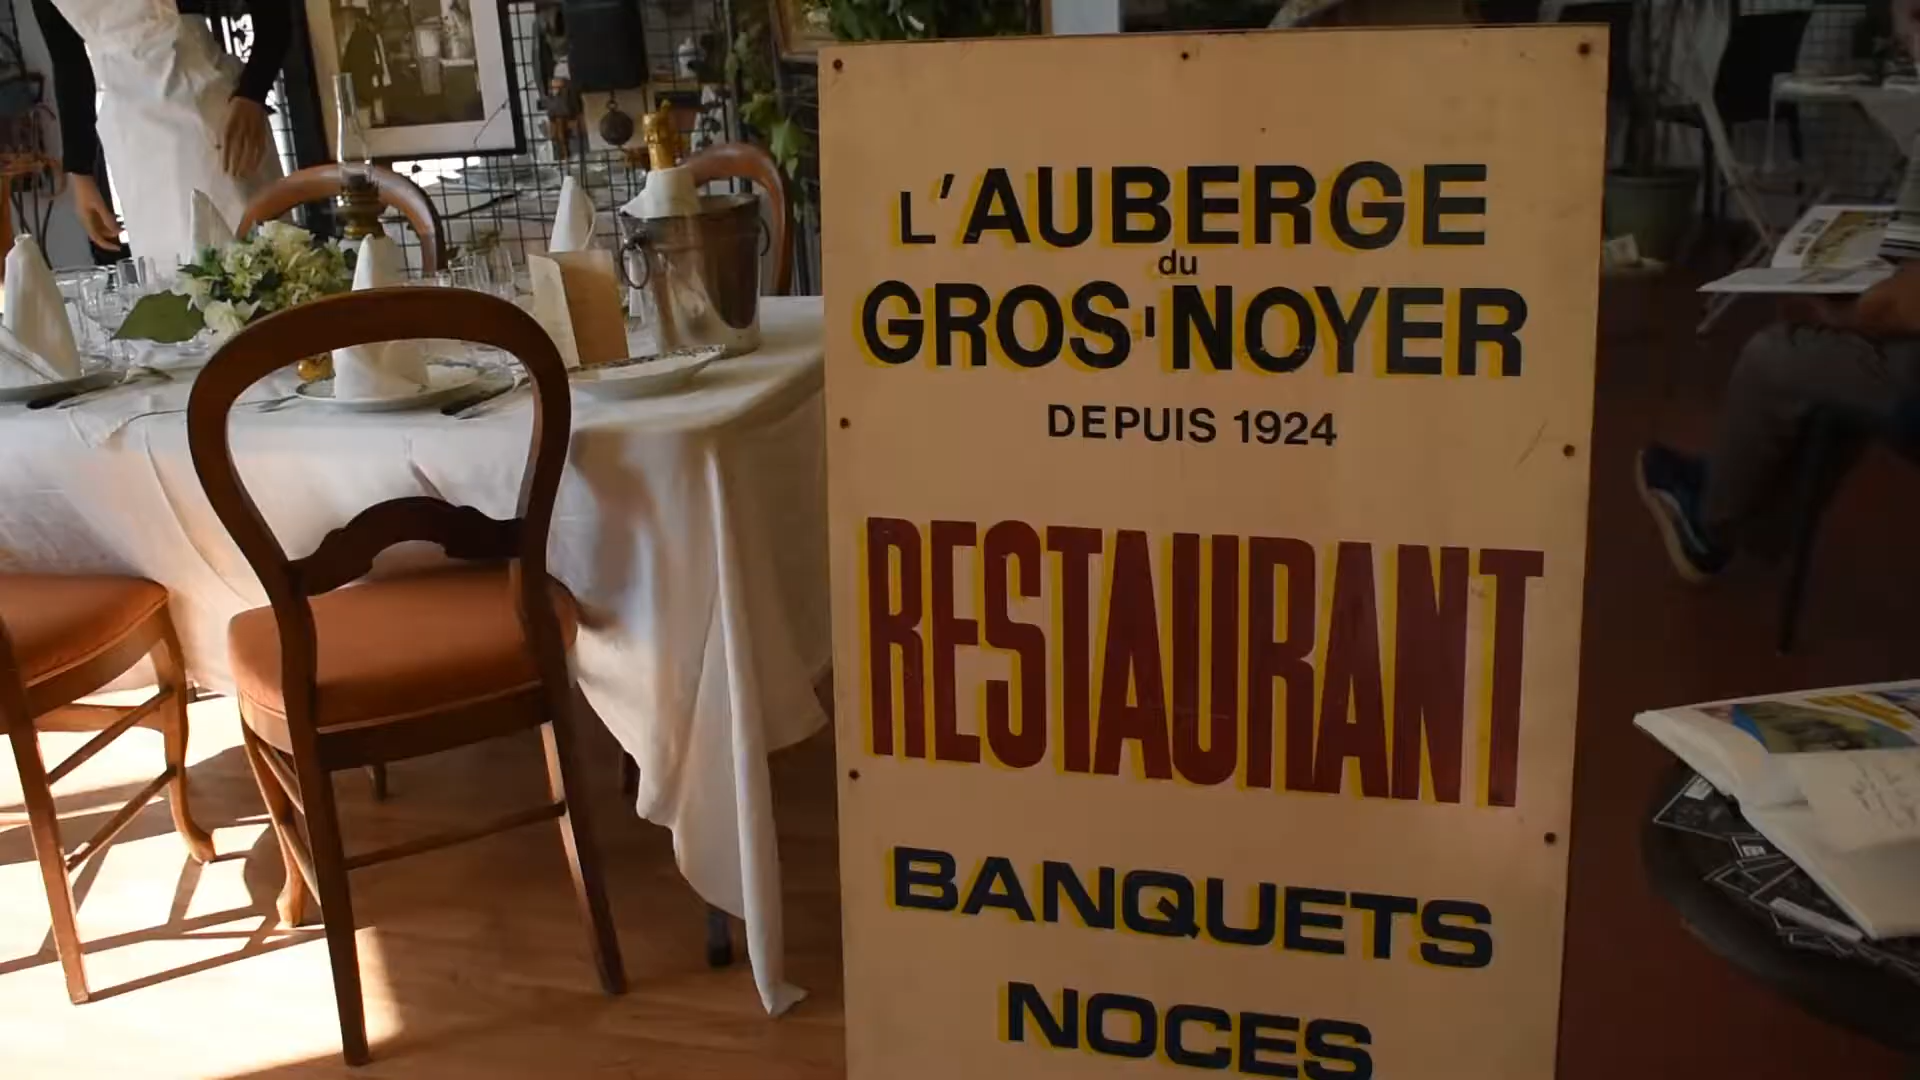 L'AUBERGE
du
GROS'NOYER
DEPUIS 1924
RESTAURANT
BANQUETS
NOCES